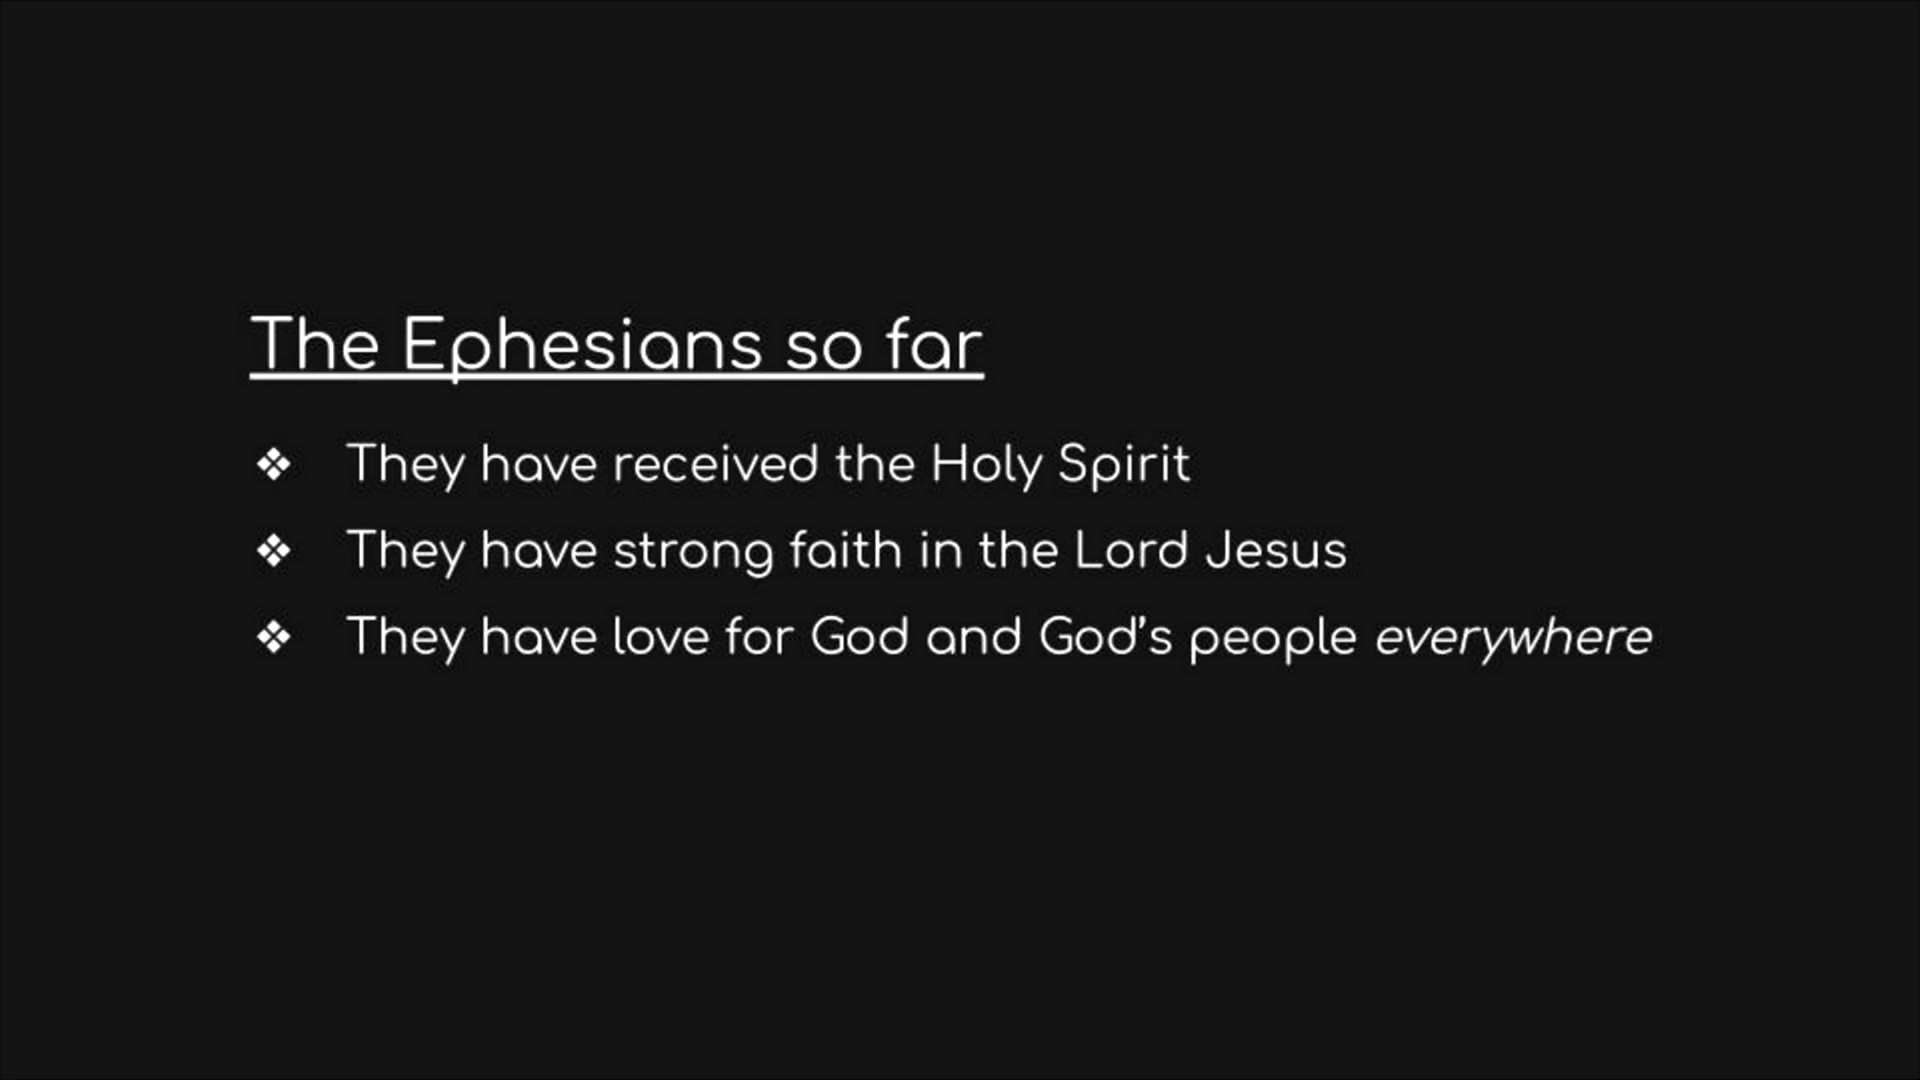 The Ephesians so far
❖ They have received the Holy Spirit
❖ They have strong faith in the Lord Jesus
❖ They have love for God and God’s people everywhere